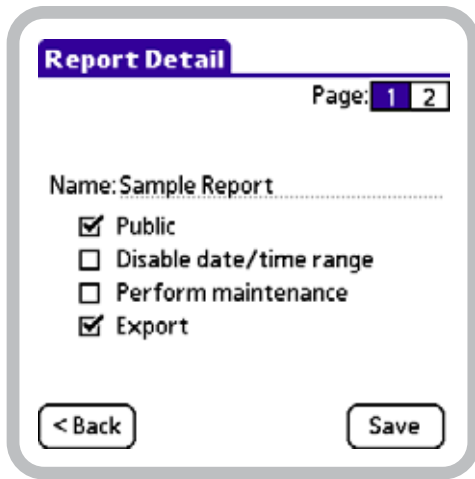 Report Detail
Page: 1 2
Name: Sample Report
Public
Disable date/time range
Perform maintenance
Export
< Back Save